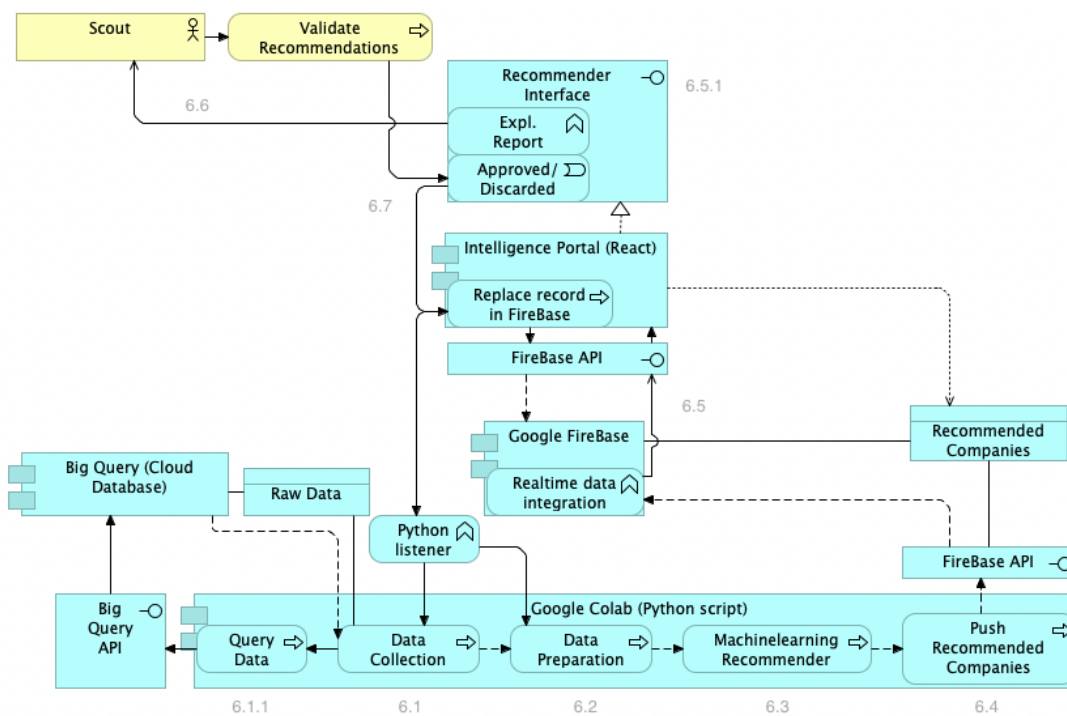 Scout
Validate
Recommendations
Recommender
Interface
6.5.1
6.6
Expl.
Report
Approved/
Discarded
6.7
Intelligence Portal (React)
Replace record
in FireBase
FireBase API
6.5
Google FireBase
Recommended
Companies
Big Query (Cloud
Database)
Raw Data
Realtime data
integration
Python
listener
FireBase API
Big
Query
API
Google Colab (Python script)
Query
Data
Data
Collection
Data
Preparation
Machinelearning
Recommender
Push
Recommended
Companies
6.1.1
6.1
6.2
6.3
6.4